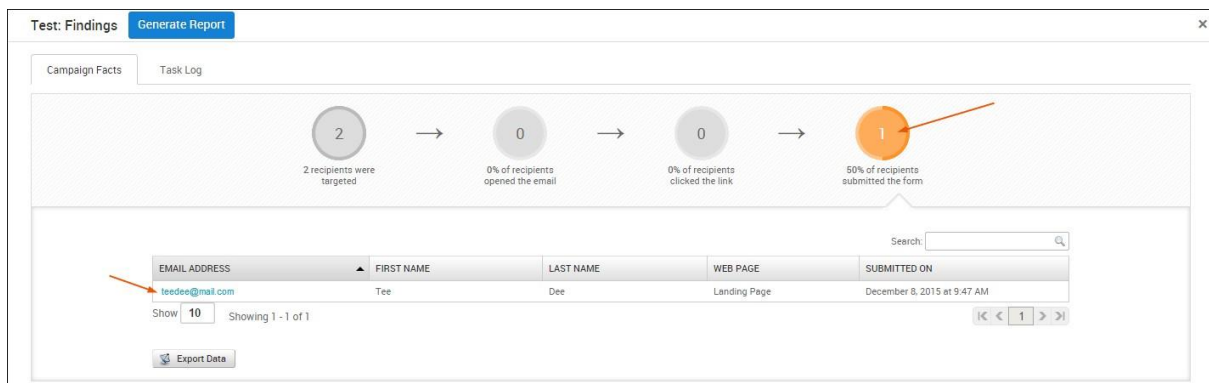 Test: Findings Generate Report ×
Campaign Facts Task Log
2 0 0 1
2 recipients were targeted
0% of recipients opened the email
0% of recipients clicked the link
50% of recipients submitted the form
Search:
EMAIL ADDRESS FIRST NAME LAST NAME WEB PAGE SUBMITTED ON
teedee@mail.com Tee Dee Landing Page December 8, 2015 at 9:47 AM
Show 10 Showing 1 - 1 of 1 1
Export Data